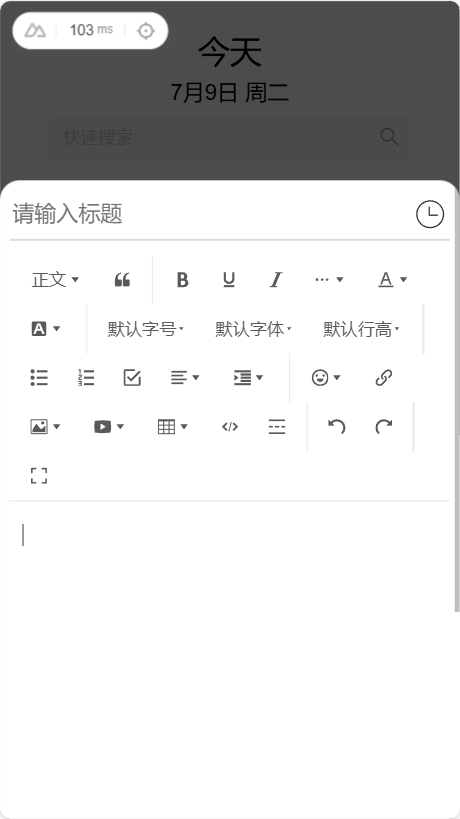 103 ms
今天
7月9日 周二
快速搜索
请输入标题
正文
B U I ··· A
A 默认字号 默认字体 默认行高